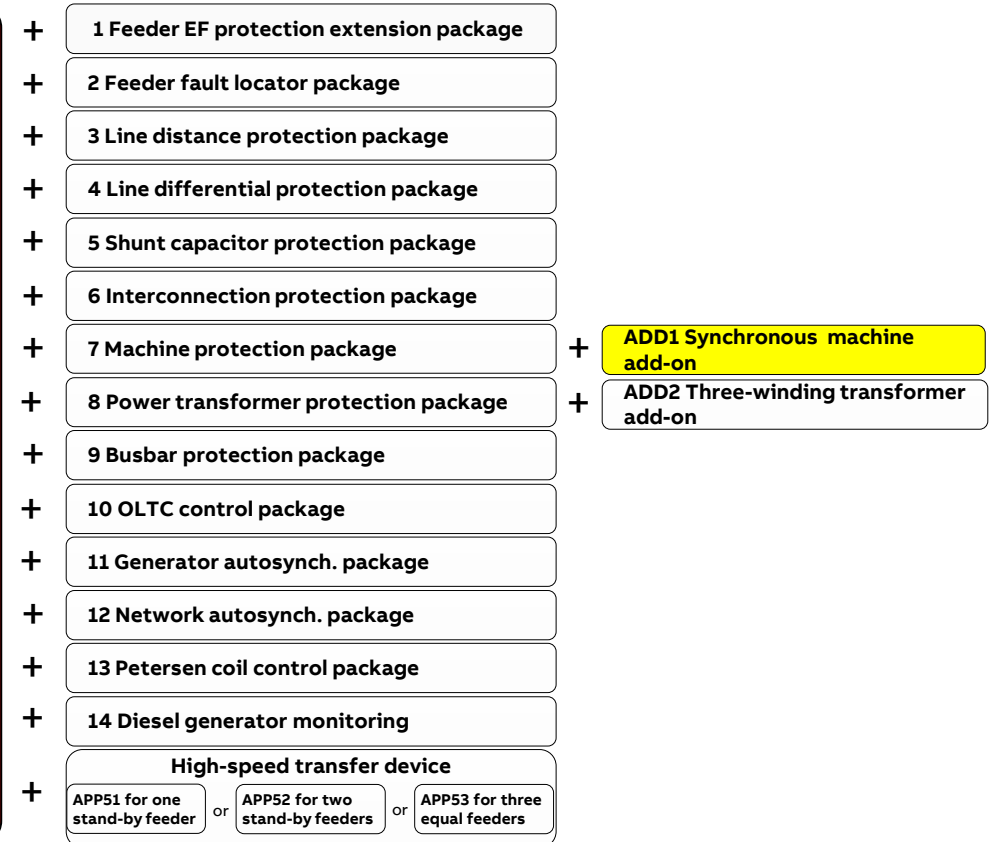 + 1 Feeder EF protection extension package
+ 2 Feeder fault locator package
+ 3 Line distance protection package
+ 4 Line differential protection package
+ 5 Shunt capacitor protection package
+ 6 Interconnection protection package
+ 7 Machine protection package + ADD1 Synchronous machine
add-on
+ 8 Power transformer protection package + ADD2 Three-winding transformer
add-on
+ 9 Busbar protection package
+ 10 OLTC control package
+ 11 Generator autosynch. package
+ 12 Network autosynch. package
+ 13 Petersen coil control package
+ 14 Diesel generator monitoring
High-speed transfer device
+ APP51 for one
stand-by feeder
or
APP52 for two
stand-by feeders
or
APP53 for three
equal feeders